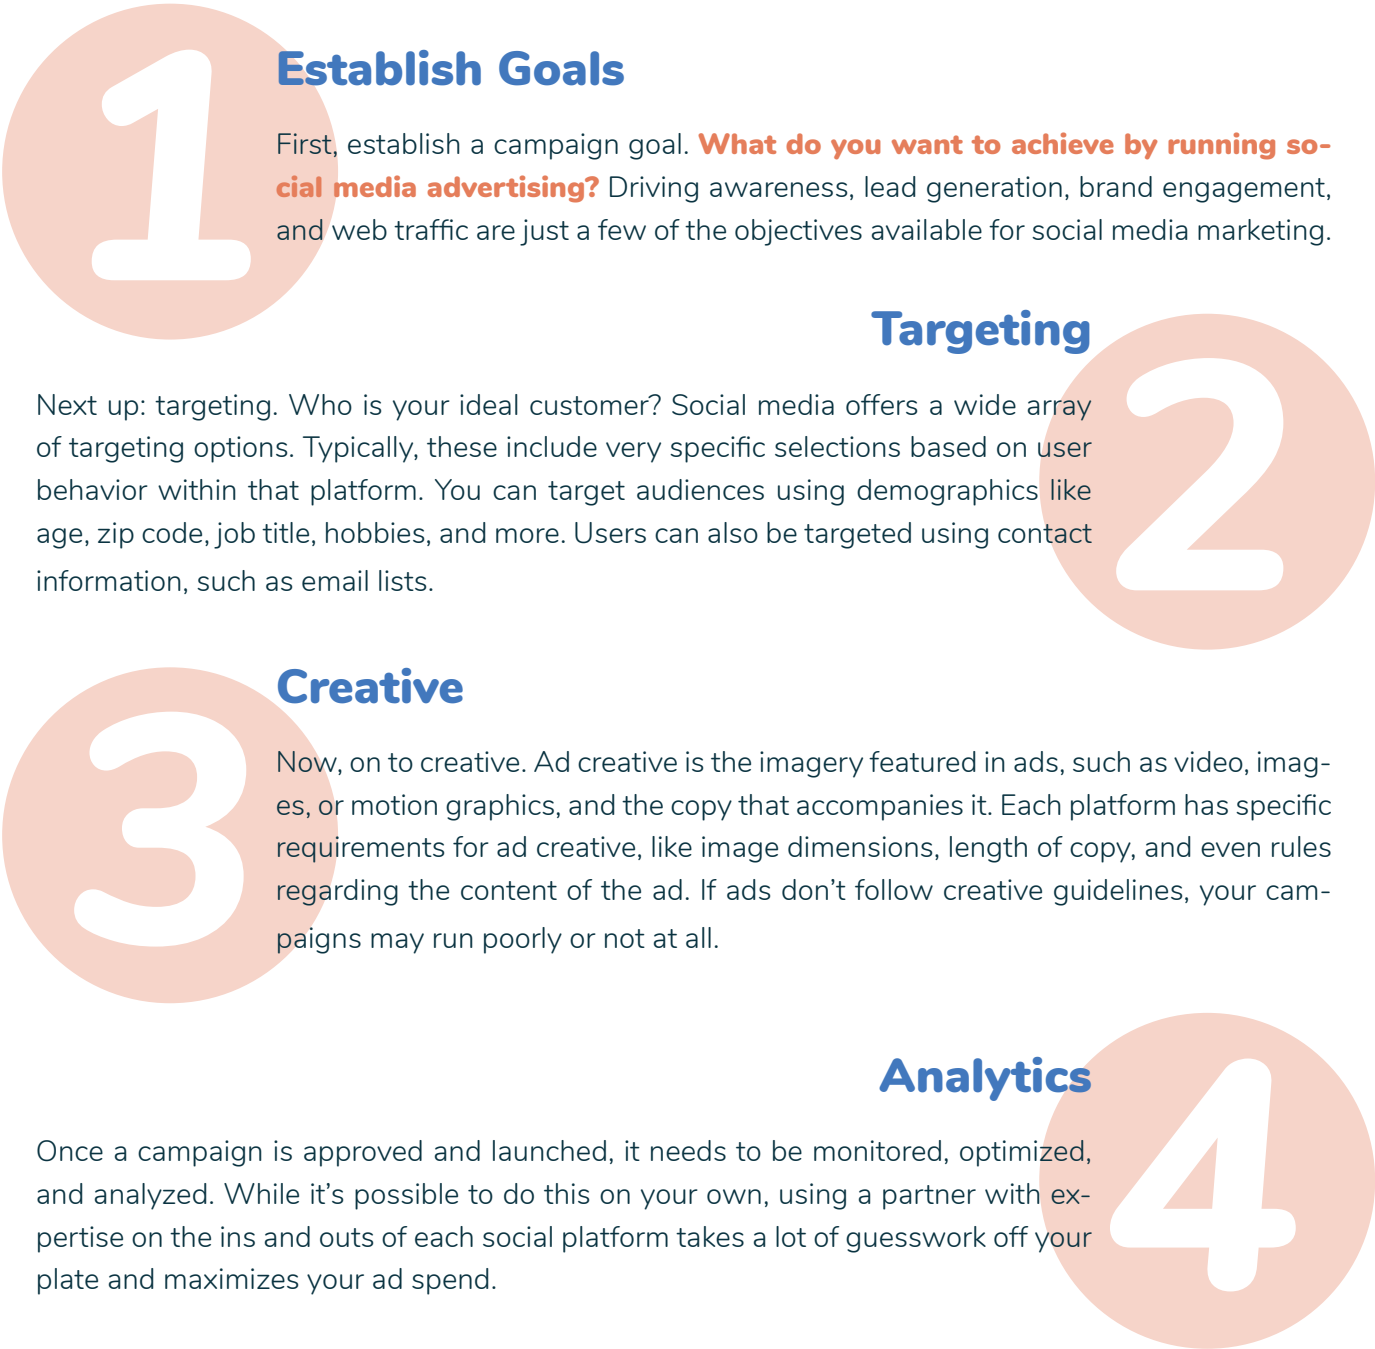 1
Establish Goals
First, establish a campaign goal. What do you want to achieve by running so-
cial media advertising? Driving awareness, lead generation, brand engagement,
and web traffic are just a few of the objectives available for social media marketing.
2
Targeting
Next up: targeting. Who is your ideal customer? Social media offers a wide array
of targeting options. Typically, these include very specific selections based on user
behavior within that platform. You can target audiences using demographics like
age, zip code, job title, hobbies, and more. Users can also be targeted using contact
information, such as email lists.
3
Creative
Now, on to creative. Ad creative is the imagery featured in ads, such as video, imag-
es, or motion graphics, and the copy that accompanies it. Each platform has specific
requirements for ad creative, like image dimensions, length of copy, and even rules
regarding the content of the ad. If ads don’t follow creative guidelines, your cam-
paigns may run poorly or not at all.
4
Analytics
Once a campaign is approved and launched, it needs to be monitored, optimized,
and analyzed. While it’s possible to do this on your own, using a partner with ex-
pertise on the ins and outs of each social platform takes a lot of guesswork off your
plate and maximizes your ad spend.